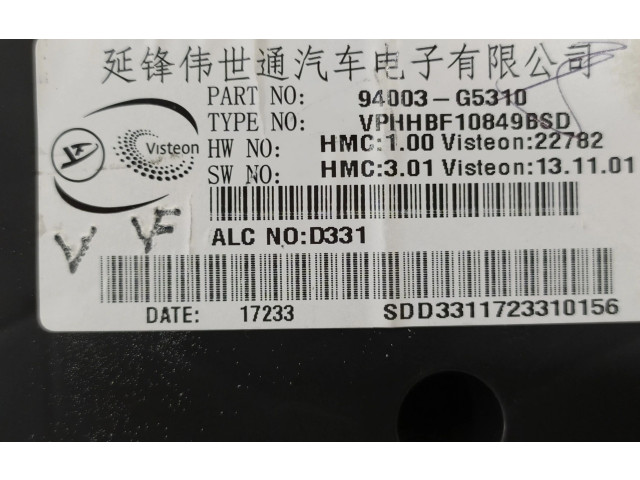 延锋伟世通汽车电子有限公司
PART NO: 94003-G5310
TYPE NO: VPHHBF10849BSD
HW NO: HMC:1.00 Visteon:22782
SW NO: HMC:3.01 Visteon:13.11.01
Visteon
ALC NO:D331
V VF
DATE: 17233 SDD3311723310156